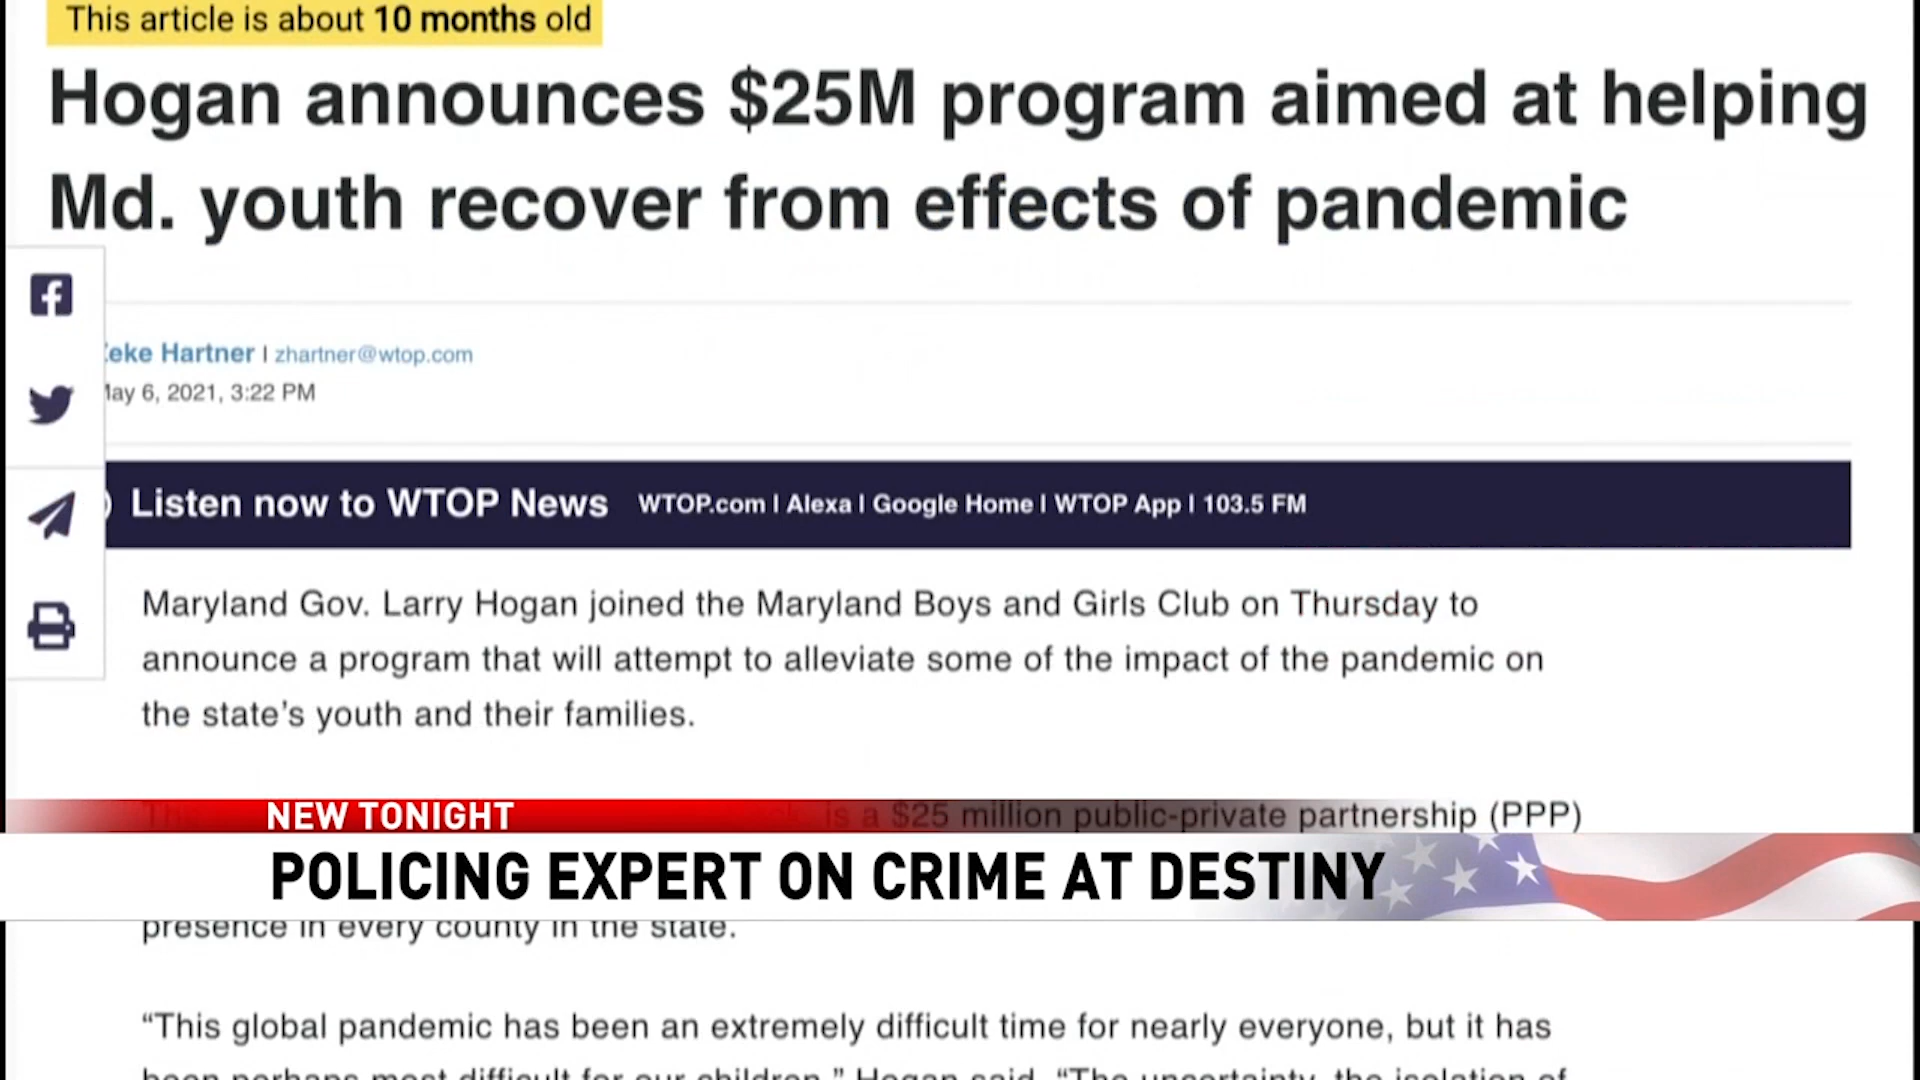 This article is about 10 months old
Hogan announces $25M program aimed at helping
Md. youth recover from effects of pandemic
eke Hartner | zhartner@wtop.com
ay 6, 2021, 3:22 PM
Listen now to WTOP News WTOP.com | Alexa | Google Home | WTOP App | 103.5 FM
Maryland Gov. Larry Hogan joined the Maryland Boys and Girls Club on Thursday to
announce a program that will attempt to alleviate some of the impact of the pandemic on
the state's youth and their families.
The is a $25 million public-private partnership (PPP)
NEW TONIGHT
POLICING EXPERT ON CRIME AT DESTINY
presence in every county in the state.
“This global pandemic has been an extremely difficult time for nearly everyone, but it has
been perhaps most difficult for our children,” Hogan said. “The uncertainty, the isolation of